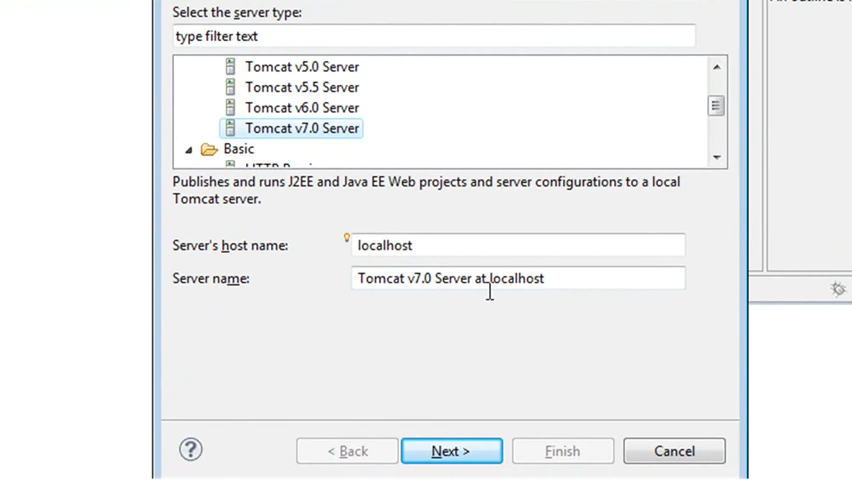 Select the server type:
type filter text
Tomcat v5.0 Server
Tomcat v5.5 Server
Tomcat v6.0 Server
Tomcat v7.0 Server
Basic
Publishes and runs J2EE and Java EE Web projects and server configurations to a local
Tomcat server.
Server's host name:
localhost
Server name:
Tomcat v7.0 Server at localhost
?
< Back
Next >
Finish
Cancel